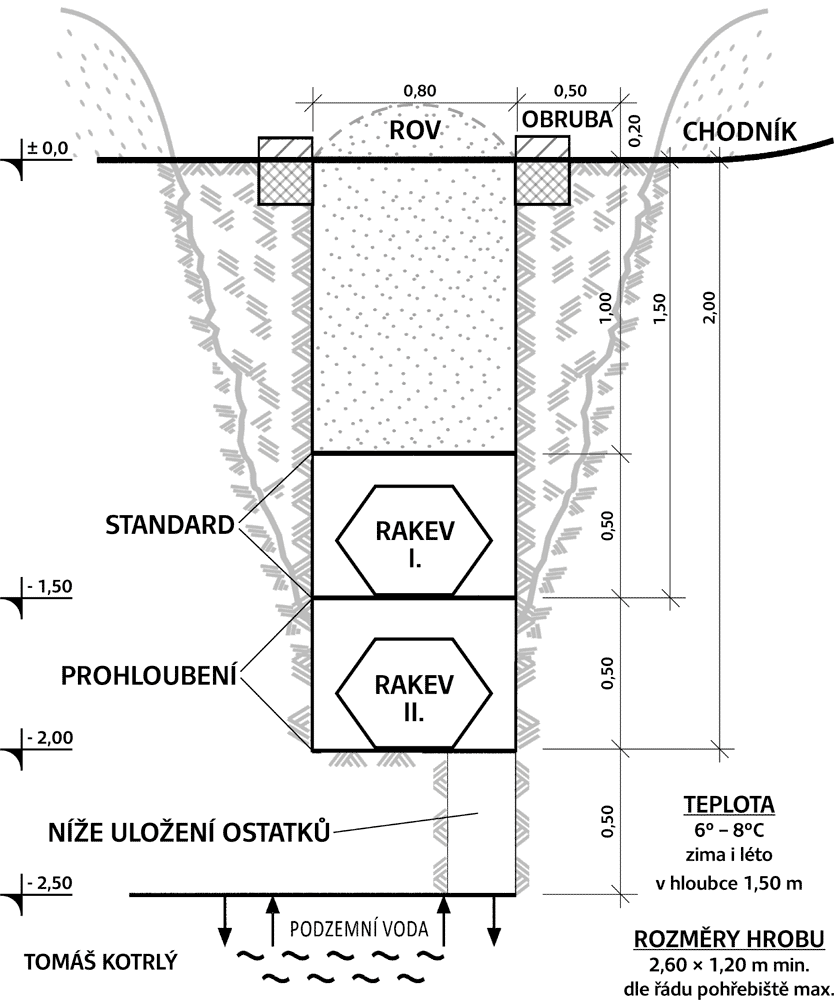 0,80
0,50
OBRUBA
0,20
ROV
CHODNÍK
± 0,0
1,00
1,50
2,00
STANDARD
RAKEV
I.
0,50
- 1,50
PROHLOUBENÍ
RAKEV
II.
0,50
- 2,00
NÍŽE ULOŽENÍ OSTATKŮ
0,50
TEPLOTA
6º – 8ºC
zima i léto
v hloubce 1,50 m
- 2,50
PODZEMNÍ VODA
TOMÁŠ KOTRLÝ
ROZMĚRY HROBU
2,60 × 1,20 m min.
dle řádu pohřebiště max.